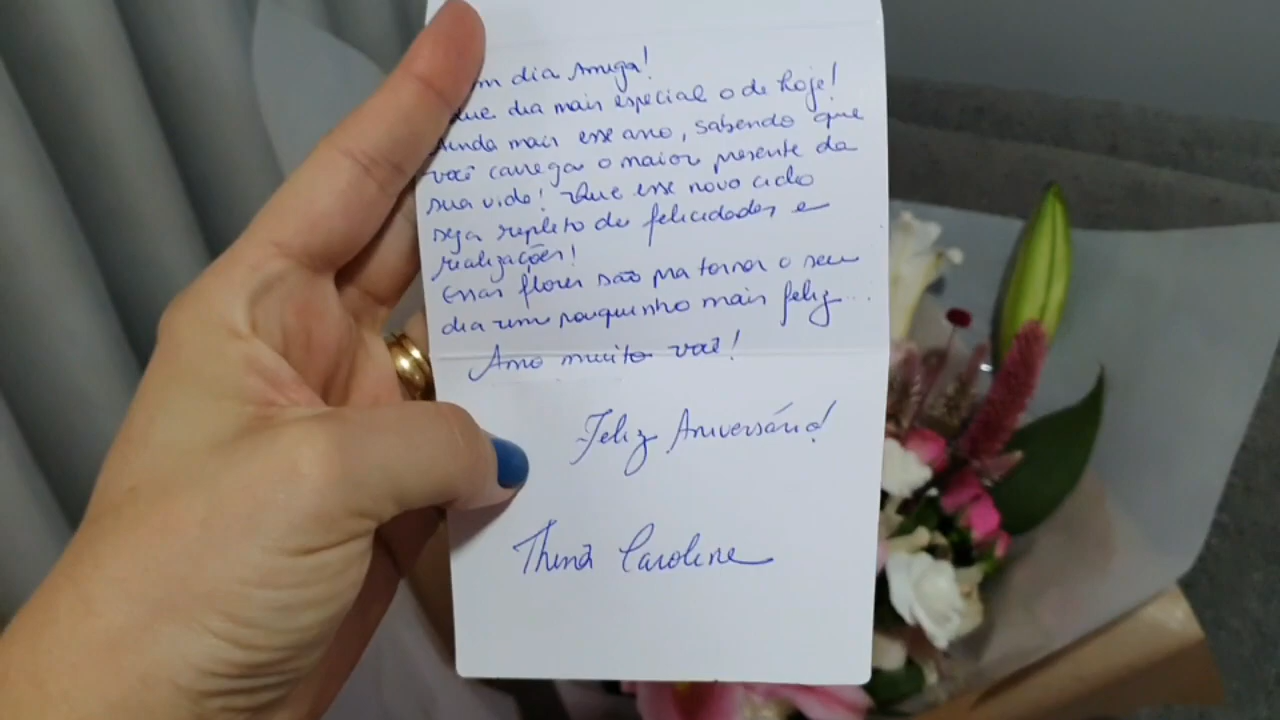 m dia Amiga!
que dia mais especial o de hoje!
Ainda mais esse ano, sabendo que
você carrega o maior presente da
sua vida! Que esse novo ciclo
seja repleto de felicidades e
realizações!
Essas flores são pra tornar o seu
dia um pouquinho mais feliz...
Amo muito você!
Feliz Aniversário!
Caroline